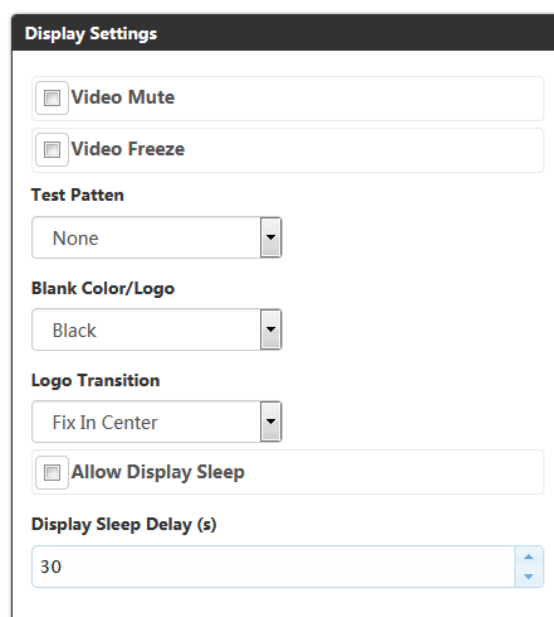 Display Settings
Video Mute
Video Freeze
Test Patten
None
Blank Color/Logo
Black
Logo Transition
Fix In Center
Allow Display Sleep
Display Sleep Delay (s)
30